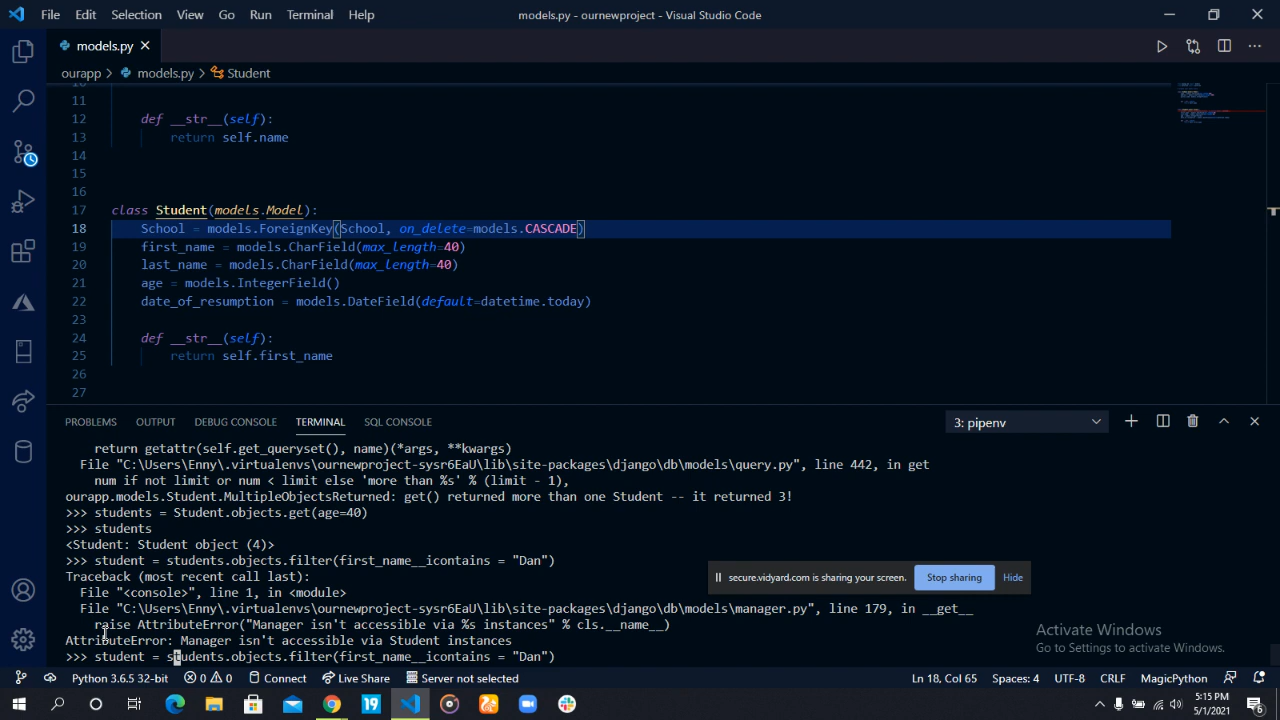 File Edit Selection View Go Run Terminal Help models.py - ournewproject - Visual Studio Code
models.py
ourapp > models.py > Student
10
11
12 def __str__(self):
13 return self.name
14
15
16
17 class Student(models.Model):
18 School = models.ForeignKey(School, on_delete=models.CASCADE)
19 first_name = models.CharField(max_length=40)
20 last_name = models.CharField(max_length=40)
21 age = models.IntegerField()
22 date_of_resumption = models.DateField(default=datetime.today)
23
24 def __str__(self):
25 return self.first_name
26
27
PROBLEMS OUTPUT DEBUG CONSOLE TERMINAL SQL CONSOLE 3: pipenv
return getattr(self.get_queryset(), name)(*args, **kwargs)
File "C:\Users\Enny\.virtualenvs\ournewproject-sysr6EaU\lib\site-packages\django\db\models\query.py", line 442, in get
num if not limit or num < limit else 'more than %s' % (limit - 1),
ourapp.models.Student.MultipleObjectsReturned: get() returned more than one Student -- it returned 3!
>>> students = Student.objects.get(age=40)
>>> students
<Student: Student object (4)>
>>> student = students.objects.filter(first_name__icontains = "Dan")
Traceback (most recent call last):
File "<console>", line 1, in <module>
File "C:\Users\Enny\.virtualenvs\ournewproject-sysr6EaU\lib\site-packages\django\db\models\manager.py", line 179, in __get__
raise AttributeError("Manager isn't accessible via %s instances" % cls.__name__)
AttributeError: Manager isn't accessible via Student instances
>>> student = students.objects.filter(first_name__icontains = "Dan")
secure.vidyard.com is sharing your screen. Stop sharing Hide
Activate Windows
Go to Settings to activate Windows.
Python 3.6.5 32-bit 0 0 Connect Live Share Server not selected Ln 18, Col 65 Spaces: 4 UTF-8 CRLF MagicPython
19
5:15 PM
5/1/2021
6